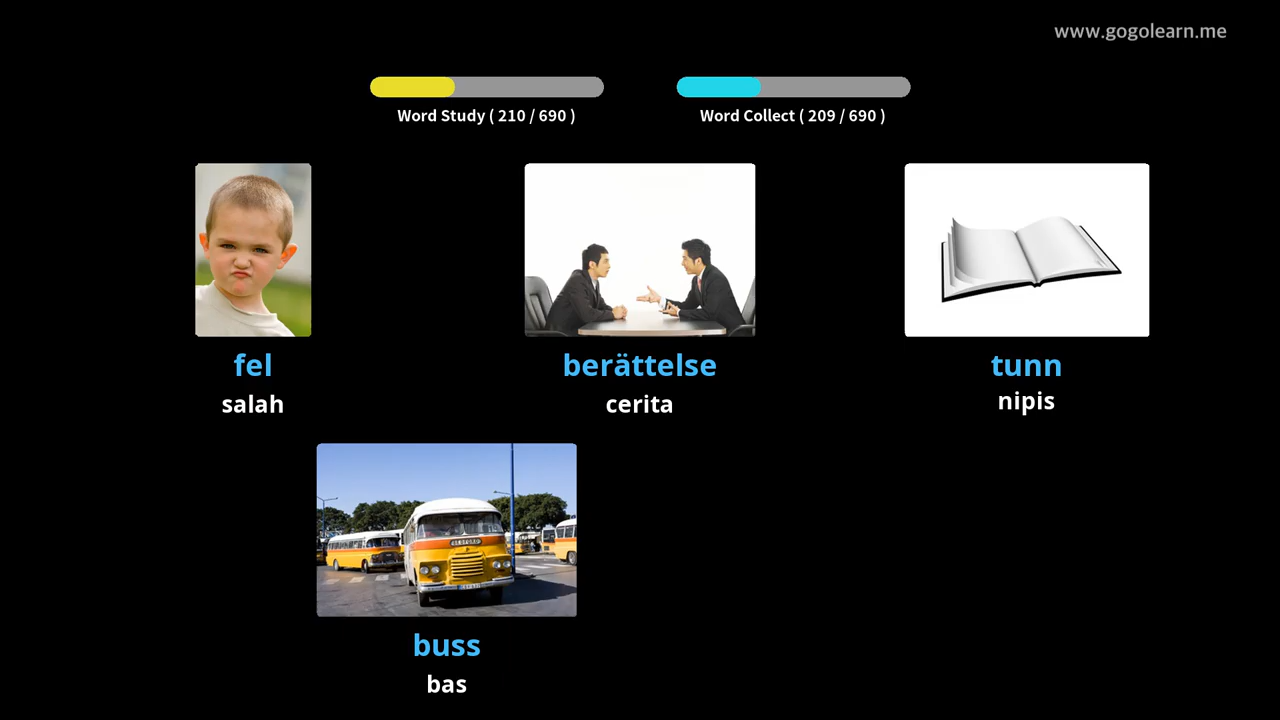 www.gogolearn.me
Word Study ( 210 / 690 )
Word Collect ( 209 / 690 )
fel
salah
berättelse
cerita
tunn
nipis
buss
bas